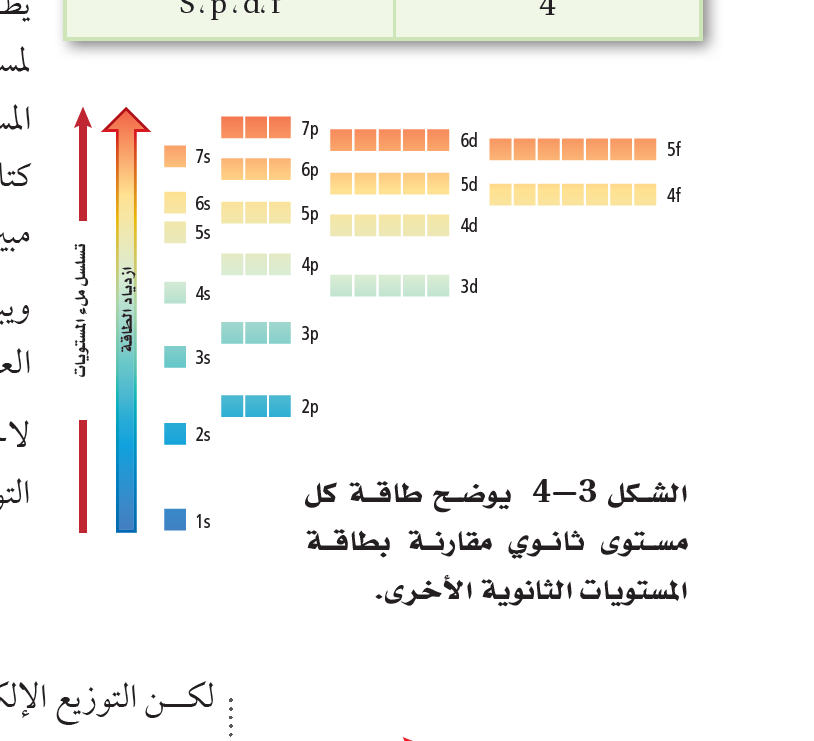 4
s، p، d، f
7p
6d
5f
7s
6p
5d
4f
6s
5p
5s
4d
4p
4s
3d
3p
3s
2p
2s
1s
تسلسل ملء المستويات
ازدياد الطاقة
الشكل 3–4 يوضح طاقة كل
مستوى ثانوي مقارنة بطاقة
المستويات الثانوية الأخرى.
لكن التوزيع